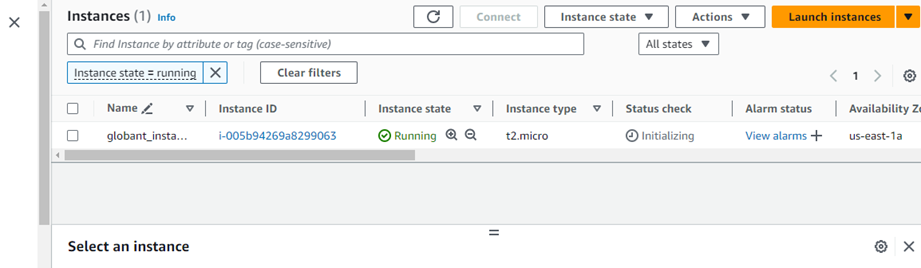 Instances (1) Info Connect Instance state Actions Launch instances
Find Instance by attribute or tag (case-sensitive) All states
Instance state = running Clear filters
1
Name Instance ID Instance state Instance type Status check Alarm status Availability Zo
globant_insta... i-005b94269a8299063 Running t2.micro Initializing View alarms us-east-1a
Select an instance